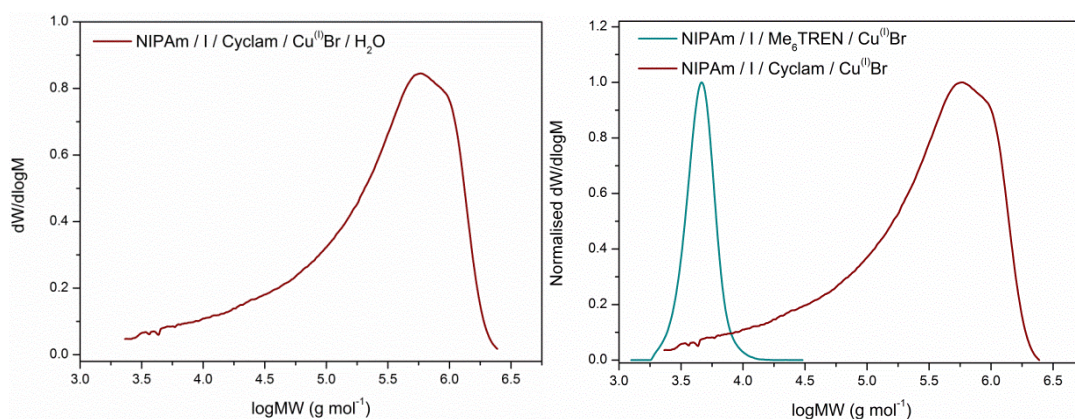 NIPAm / I / Cyclam / Cu⁽ᴵ⁾Br / H₂O
dW/dlogM
1.0
0.8
0.6
0.4
0.2
0.0
3.0 3.5 4.0 4.5 5.0 5.5 6.0 6.5
logMW (g mol⁻¹)
NIPAm / I / Me₆TREN / Cu⁽ᴵ⁾Br
NIPAm / I / Cyclam / Cu⁽ᴵ⁾Br
Normalised dW/dlogM
1.2
1.0
0.8
0.6
0.4
0.2
0.0
3.0 3.5 4.0 4.5 5.0 5.5 6.0 6.5
logMW (g mol⁻¹)